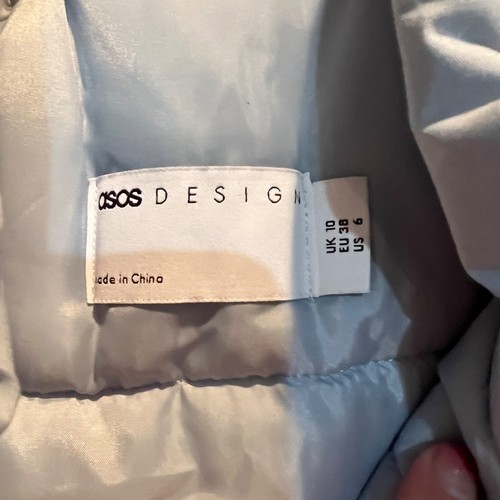 asos DESIGN
ade in China
UK 10
EU 38
US 6